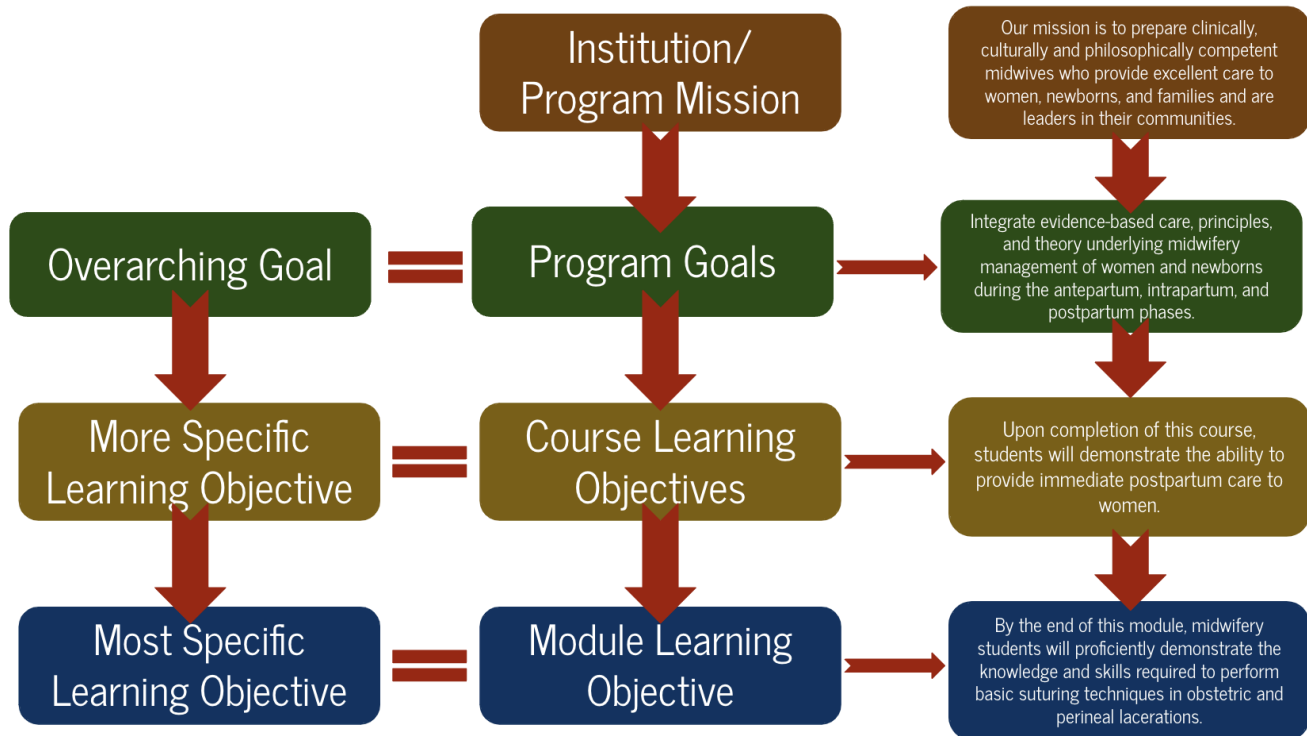 Institution/
Program Mission
Our mission is to prepare clinically,
culturally and philosophically competent
midwives who provide excellent care to
women, newborns, and families and are
leaders in their communities.
Overarching Goal
Program Goals
Integrate evidence-based care, principles,
and theory underlying midwifery
management of women and newborns
during the antepartum, intrapartum, and
postpartum phases.
More Specific
Learning Objective
Course Learning
Objectives
Upon completion of this course,
students will demonstrate the ability to
provide immediate postpartum care to
women.
Most Specific
Learning Objective
Module Learning
Objective
By the end of this module, midwifery
students will proficiently demonstrate the
knowledge and skills required to perform
basic suturing techniques in obstetric and
perineal lacerations.